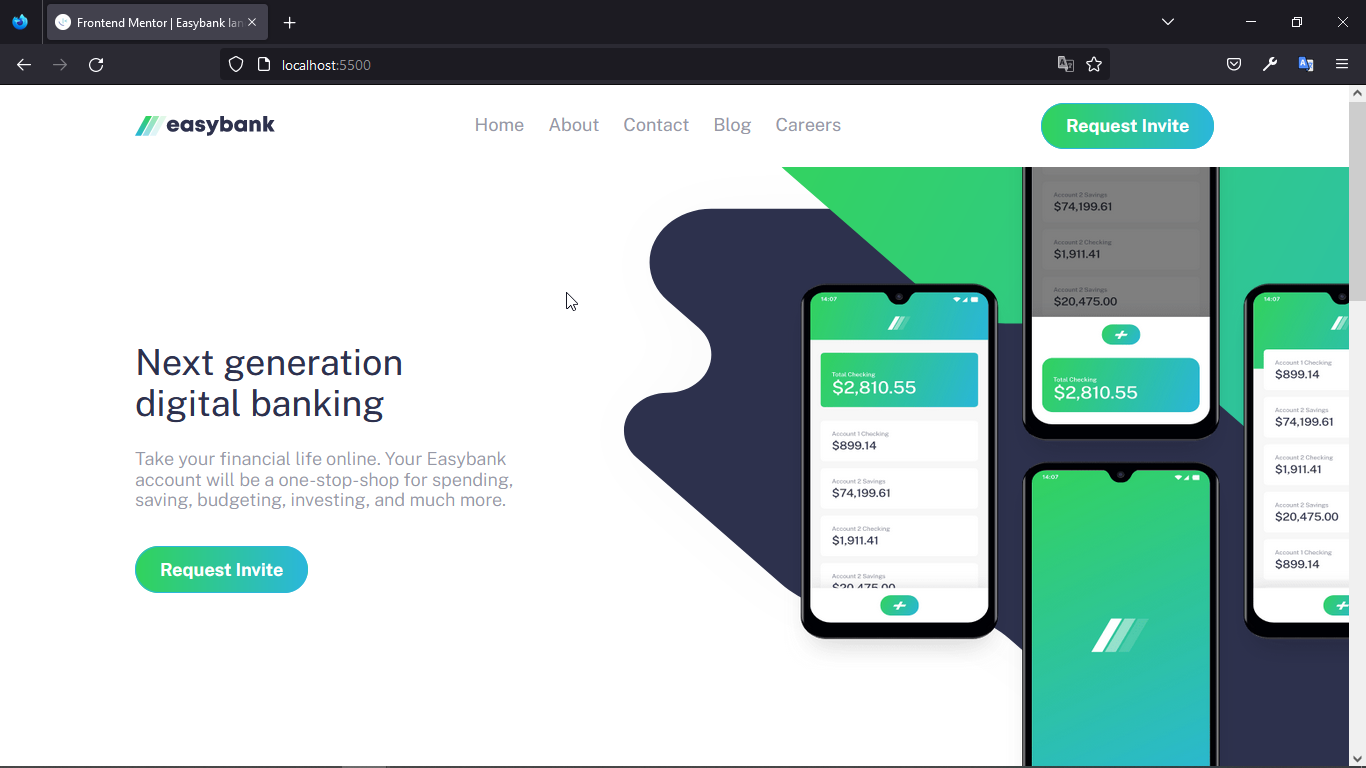 Frontend Mentor | Easybank lan
localhost:5500
easybank
Home About Contact Blog Careers
Request Invite
Next generation
digital banking
Take your financial life online. Your Easybank
account will be a one-stop-shop for spending,
saving, budgeting, investing, and much more.
Request Invite
14:07
Total Checking
$2,810.55
Account 1 Checking
$899.14
Account 2 Savings
$74,199.61
Account 2 Checking
$1,911.41
Account 2 Savings
$20,475.00
Account 2 Savings
$74,199.61
Account 2 Checking
$1,911.41
Account 2 Savings
$20,475.00
Total Checking
$2,810.55
14:07
14:07
Account 1 Checking
$899.14
Account 2 Savings
$74,199.61
Account 2 Checking
$1,911.41
Account 2 Savings
$20,475.00
Account 1 Checking
$899.14